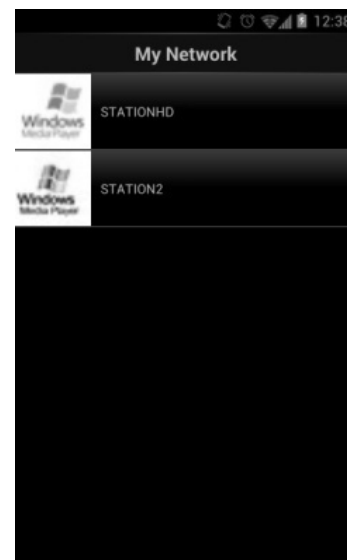 12:38
My Network
Windows
Media Player
STATIONHD
Windows
Media Player
STATION2